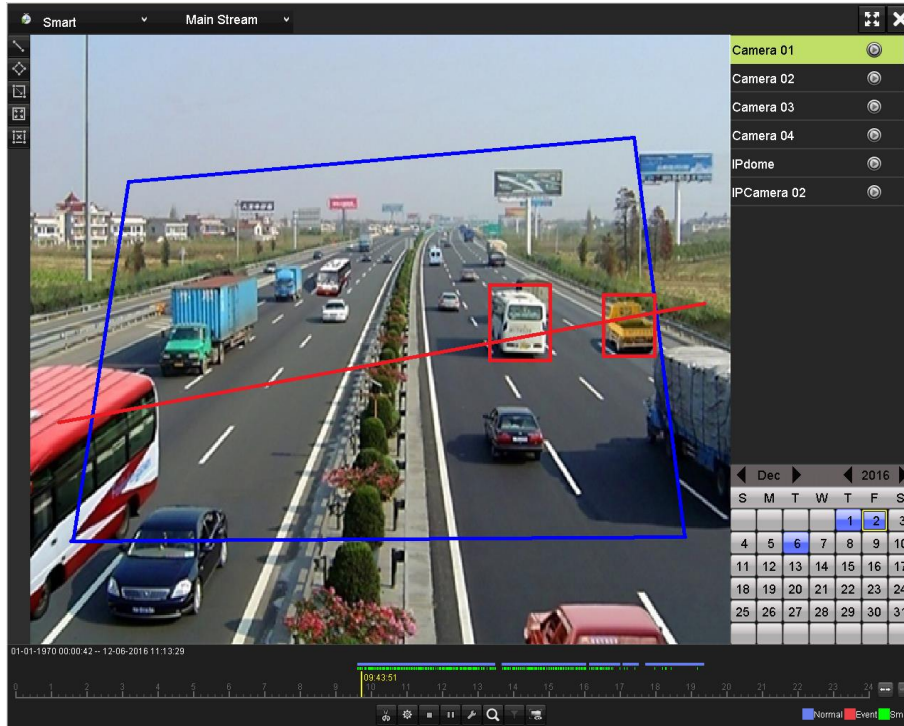 Smart Main Stream
Camera 01
Camera 02
Camera 03
Camera 04
IPdome
IPCamera 02
Dec 2016
S M T W T F S
1 2 3
4 5 6 7 8 9 10
11 12 13 14 15 16 17
18 19 20 21 22 23 24
25 26 27 28 29 30 31
01-01-1970 00:00:42 -- 12-06-2016 11:13:29
09:43:51
0 1 2 3 4 5 6 7 8 9 10 11 12 13 14 15 16 17 18 19 20 21 22 23 24
Normal Event Sm